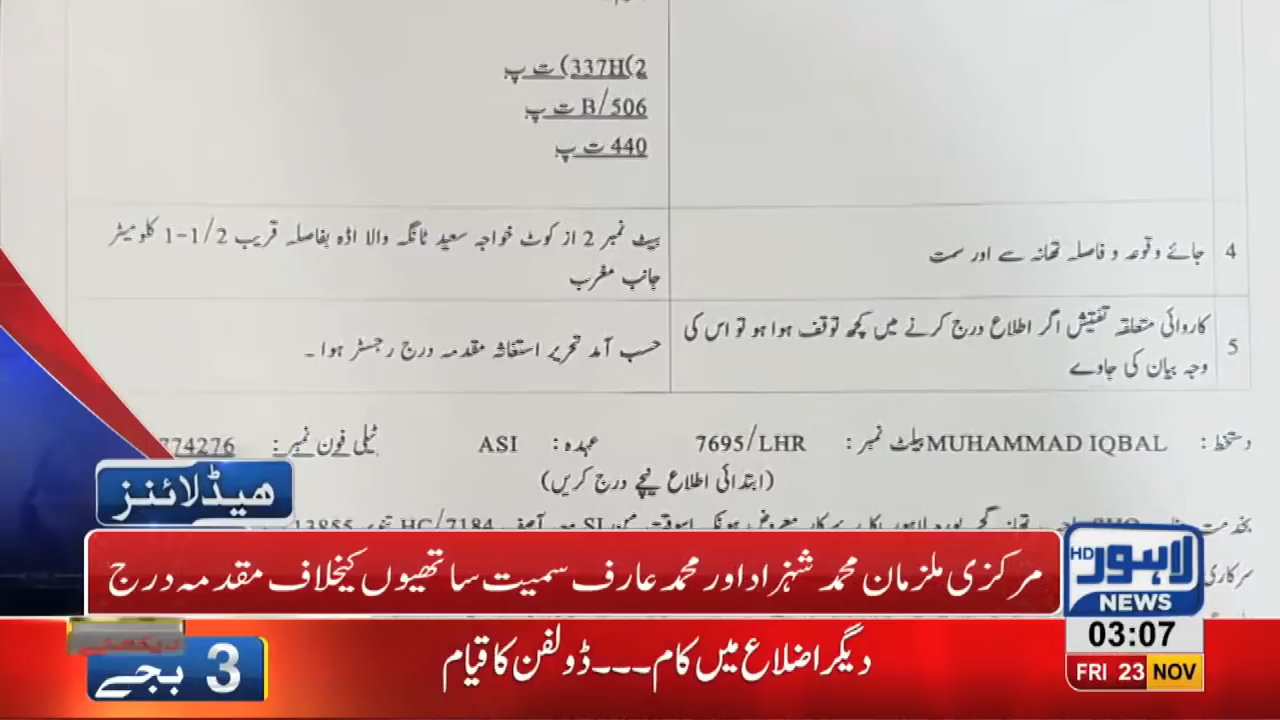 2)337H) ت پ
506/B ت پ
440 ت پ
4 جائے وقوعہ و فاصلہ تھانہ سے اور سمت
بیٹ نمبر 2 از کوٹ خواجہ سعید ٹانگہ والا اڈہ بفاصلہ قریب 1/2-1 کلومیٹر
جانب مغرب
5 کاروائی متعلقہ تفتیش اگر اطلاع درج کرنے میں کچھ توقف ہوا ہو تو اس کی
وجہ بیان کی جاوے
حسب آمد تحریر استغاثہ مقدمہ درج رجسٹر ہوا۔
دستخط: MUHAMMAD IQBAL بیلٹ نمبر: 7695/LHR عہدہ: ASI ٹیلی فون نمبر: 774276
(ابتدائی اطلاع نیچے درج کریں)
سرکاری
ھیڈلائنز
مرکزی ملزمان محمد شہزاد اور محمد عارف سمیت ساتھیوں کیخلاف مقدمہ درج
HD لاہور
NEWS
03:07
FRI 23 NOV
دیکھئے
3 بجے
دیگر اضلاع میں کام۔۔۔ڈولفن کا قیام